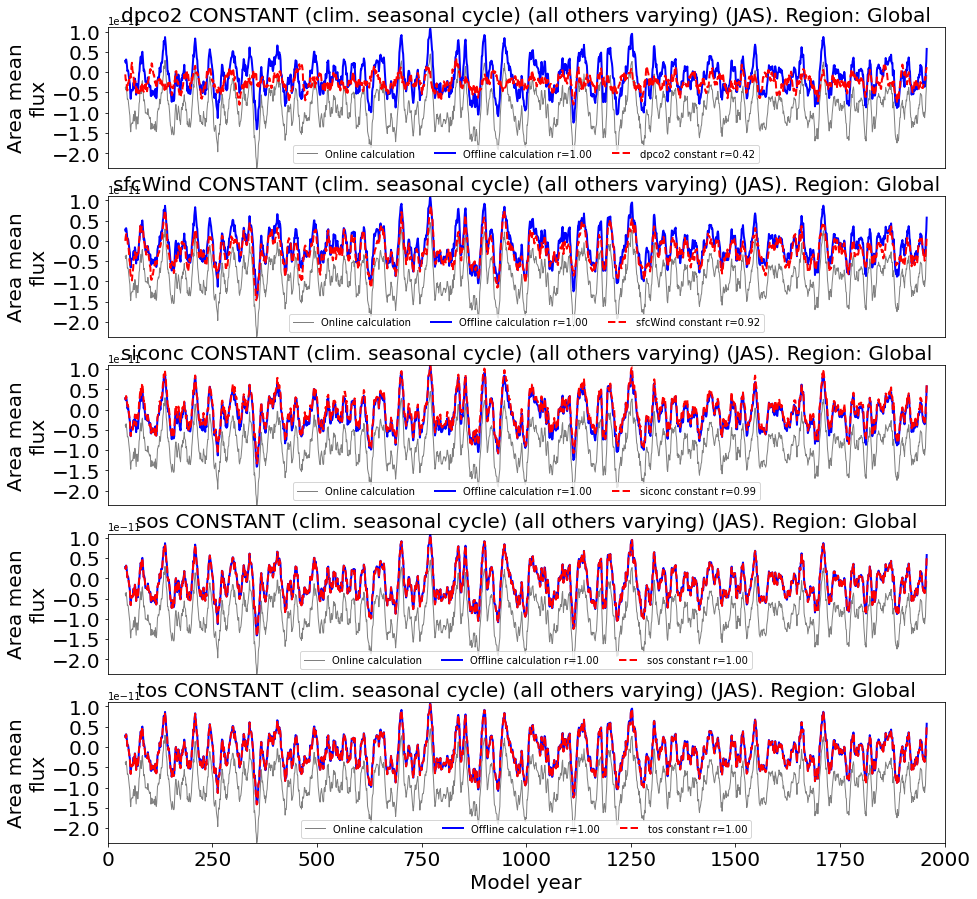 dpco2 CONSTANT (clim. seasonal cycle) (all others varying) (JAS). Region: Global
1e−11
1.0
0.5
0.0
−0.5
−1.0
−1.5
−2.0
Area mean
flux
Online calculation
Offline calculation r=1.00
dpco2 constant r=0.42
sfcWind CONSTANT (clim. seasonal cycle) (all others varying) (JAS). Region: Global
1e−11
1.0
0.5
0.0
−0.5
−1.0
−1.5
−2.0
Area mean
flux
Online calculation
Offline calculation r=1.00
sfcWind constant r=0.92
siconc CONSTANT (clim. seasonal cycle) (all others varying) (JAS). Region: Global
1e−11
1.0
0.5
0.0
−0.5
−1.0
−1.5
−2.0
Area mean
flux
Online calculation
Offline calculation r=1.00
siconc constant r=0.99
sos CONSTANT (clim. seasonal cycle) (all others varying) (JAS). Region: Global
1e−11
1.0
0.5
0.0
−0.5
−1.0
−1.5
−2.0
Area mean
flux
Online calculation
Offline calculation r=1.00
sos constant r=1.00
tos CONSTANT (clim. seasonal cycle) (all others varying) (JAS). Region: Global
1e−11
1.0
0.5
0.0
−0.5
−1.0
−1.5
−2.0
Area mean
flux
Online calculation
Offline calculation r=1.00
tos constant r=1.00
0 250 500 750 1000 1250 1500 1750 2000
Model year